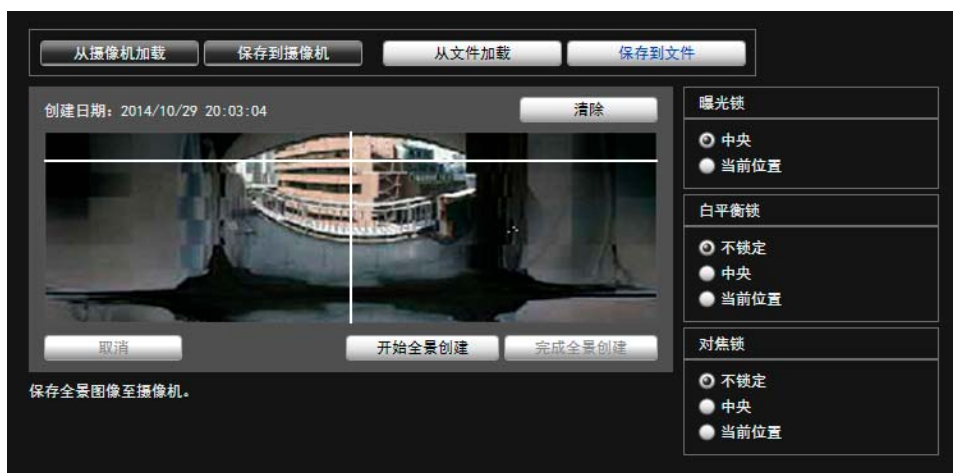 从摄像机加载 保存到摄像机 从文件加载 保存到文件
创建日期：2014/10/29 20:03:04 清除
取消 开始全景创建 完成全景创建
保存全景图像至摄像机。
曝光锁
中央
当前位置
白平衡锁
不锁定
中央
当前位置
对焦锁
不锁定
中央
当前位置